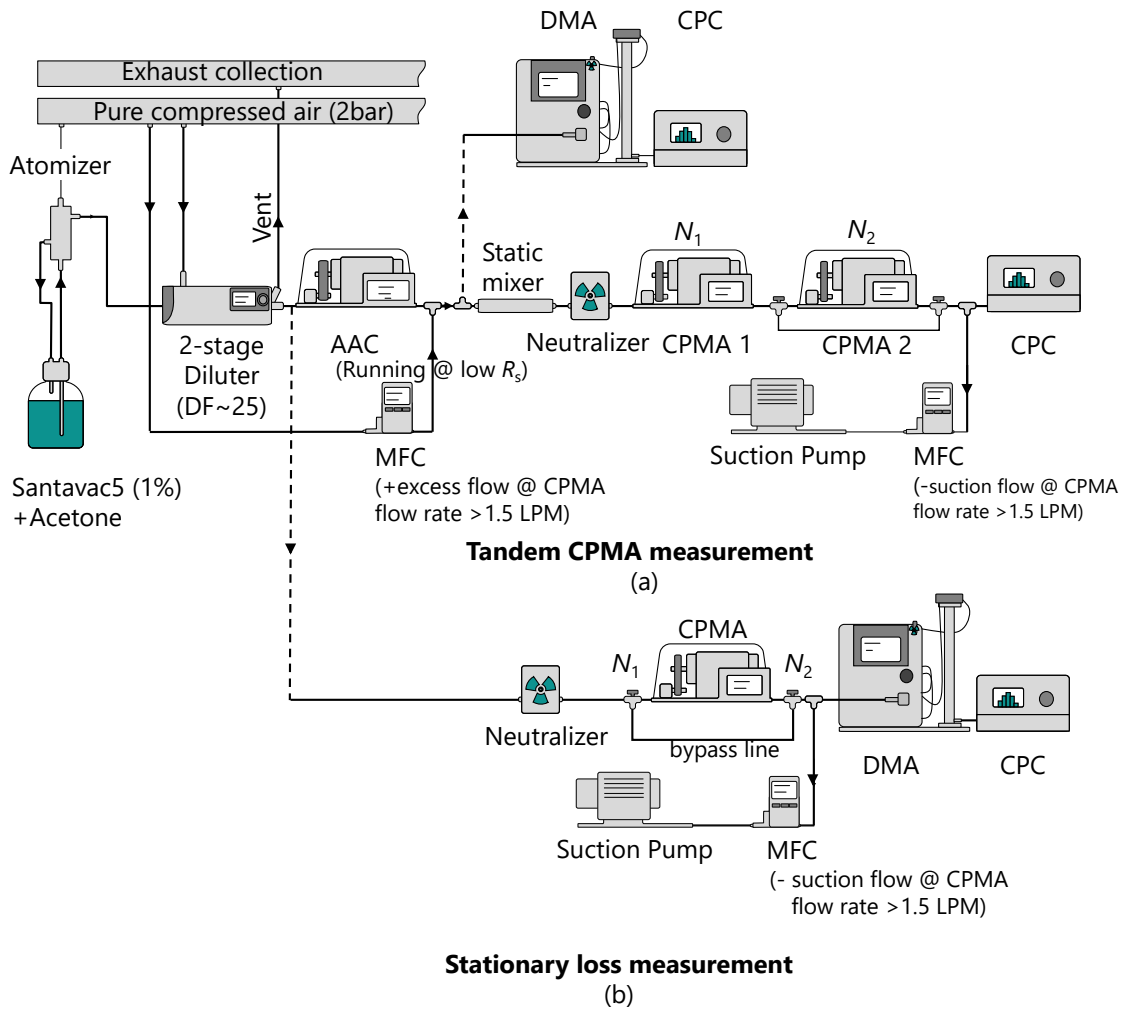 DMA
CPC
Exhaust collection
Pure compressed air (2bar)
Atomizer
Vent
Static
mixer
N1
N2
2-stage
Diluter
(DF~25)
AAC
(Running @ low Rs)
Neutralizer
CPMA 1
CPMA 2
CPC
MFC
(+excess flow @ CPMA
flow rate >1.5 LPM)
Suction Pump
MFC
(-suction flow @ CPMA
flow rate >1.5 LPM)
Santavac5 (1%)
+Acetone
Tandem CPMA measurement
(a)
N1
CPMA
N2
Neutralizer
bypass line
DMA
CPC
Suction Pump
MFC
(- suction flow @ CPMA
flow rate >1.5 LPM)
Stationary loss measurement
(b)